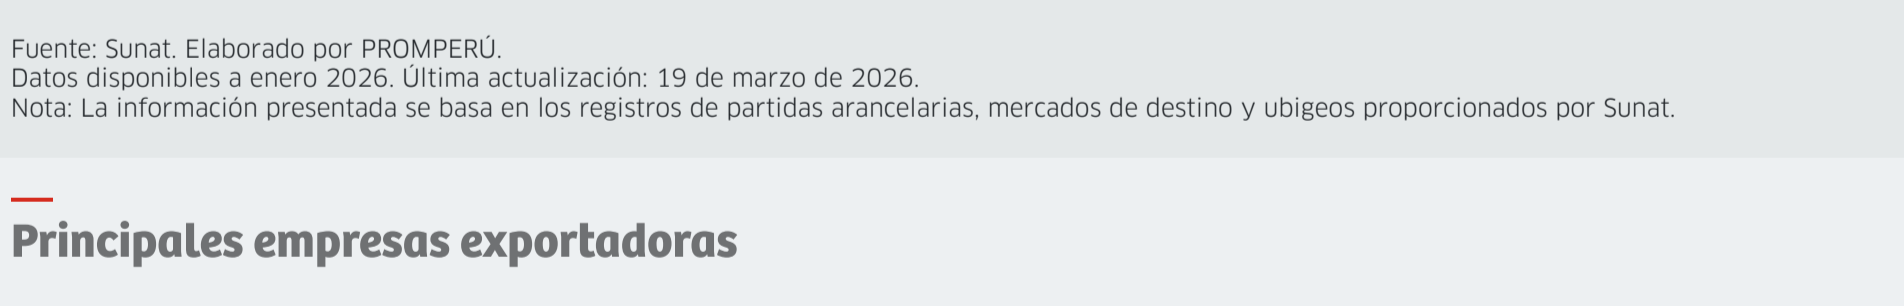 Fuente: Sunat. Elaborado por PROMPERÚ.
Datos disponibles a enero 2026. Última actualización: 19 de marzo de 2026.
Nota: La información presentada se basa en los registros de partidas arancelarias, mercados de destino y ubigeos proporcionados por Sunat.
Principales empresas exportadoras